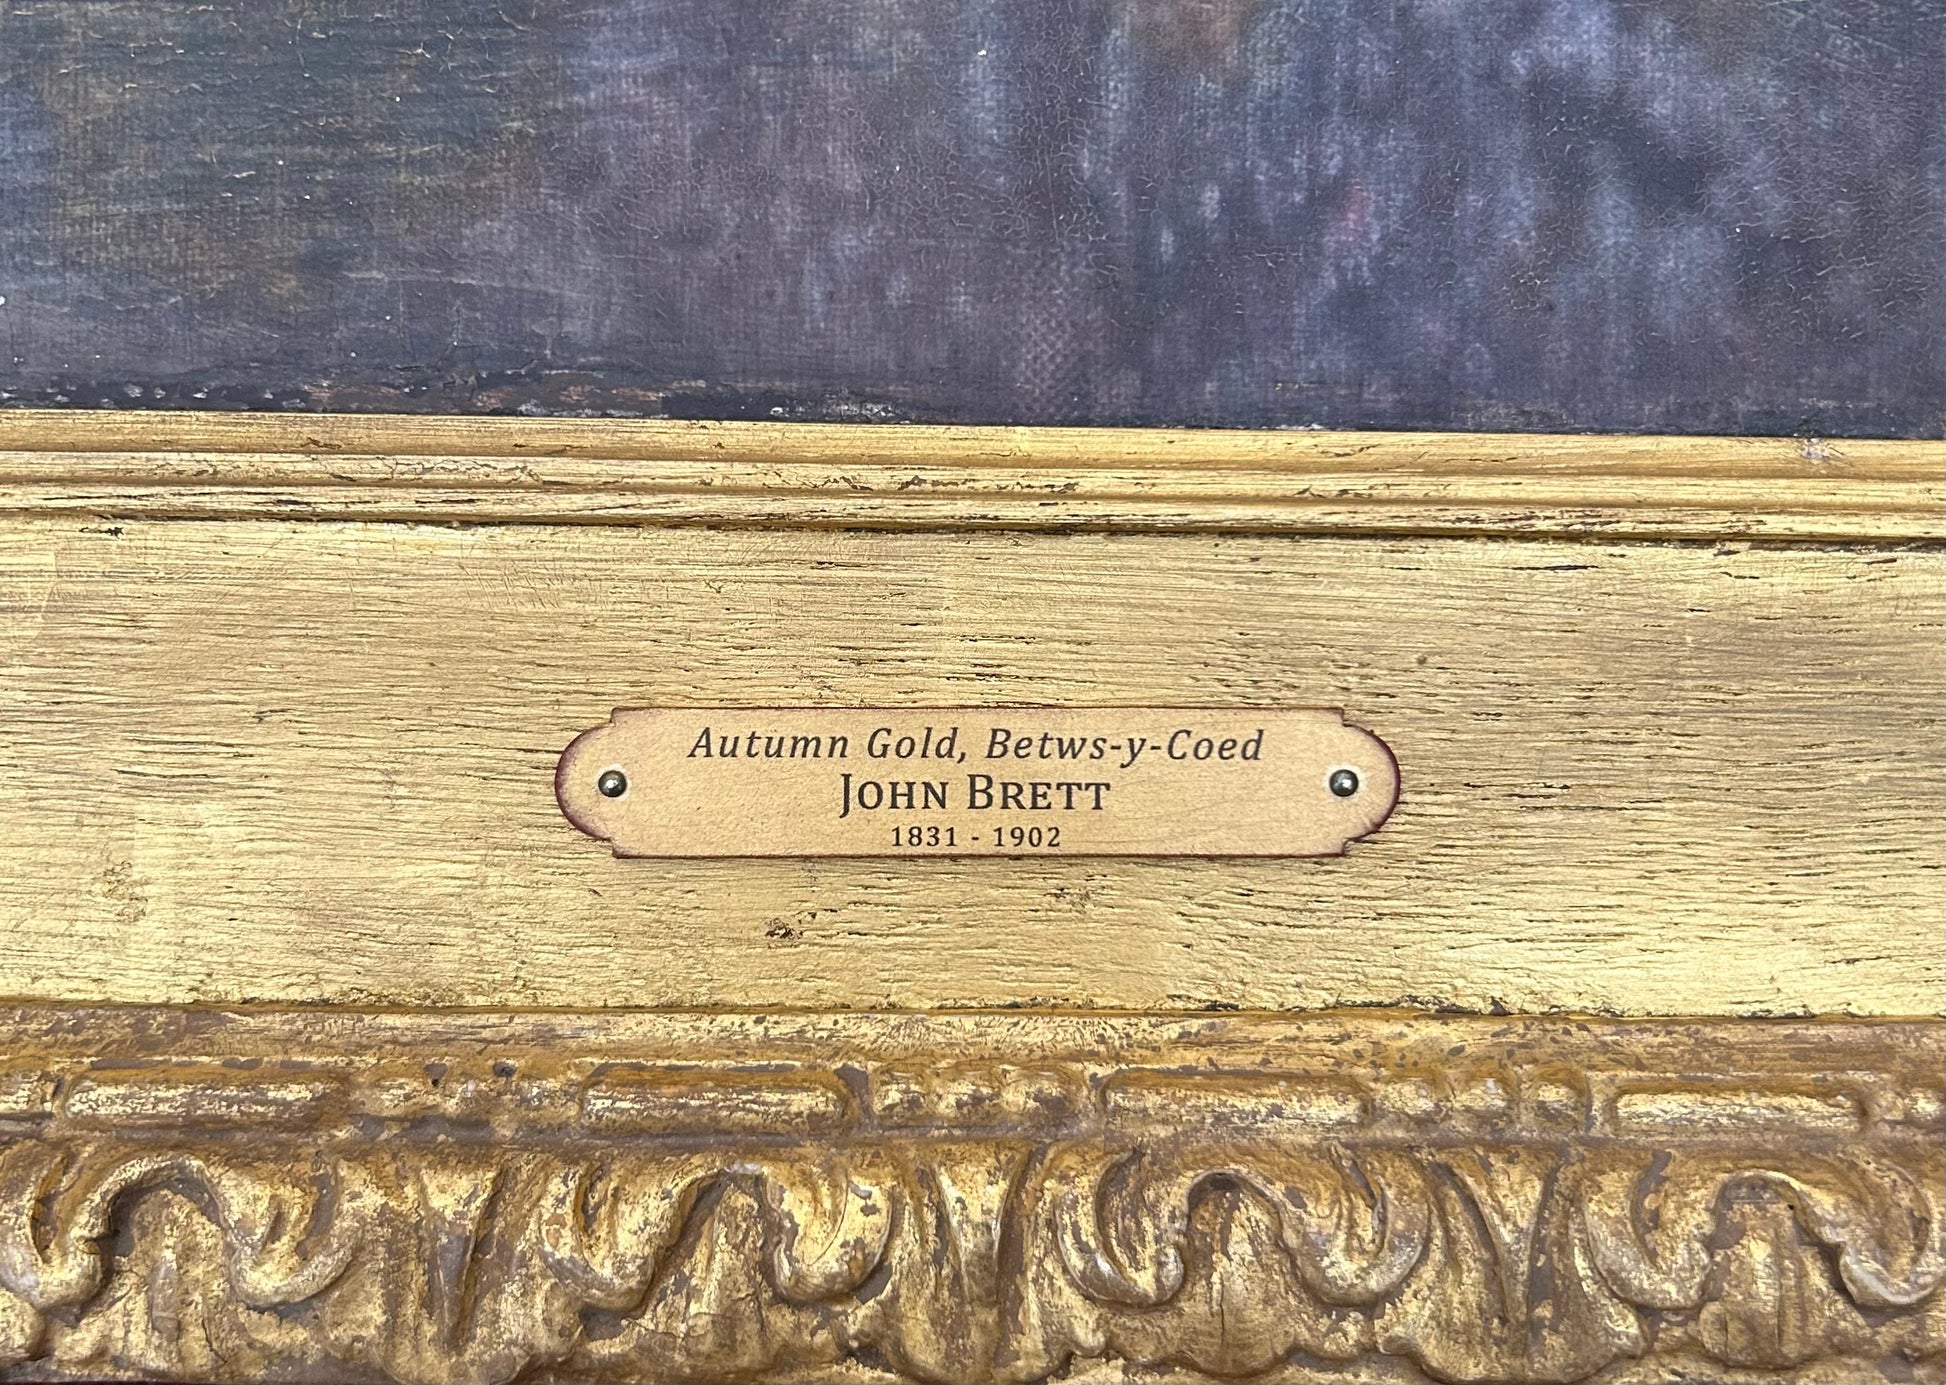 Autumn Gold, Betws-y-Coed
JOHN BRETT
1831 - 1902